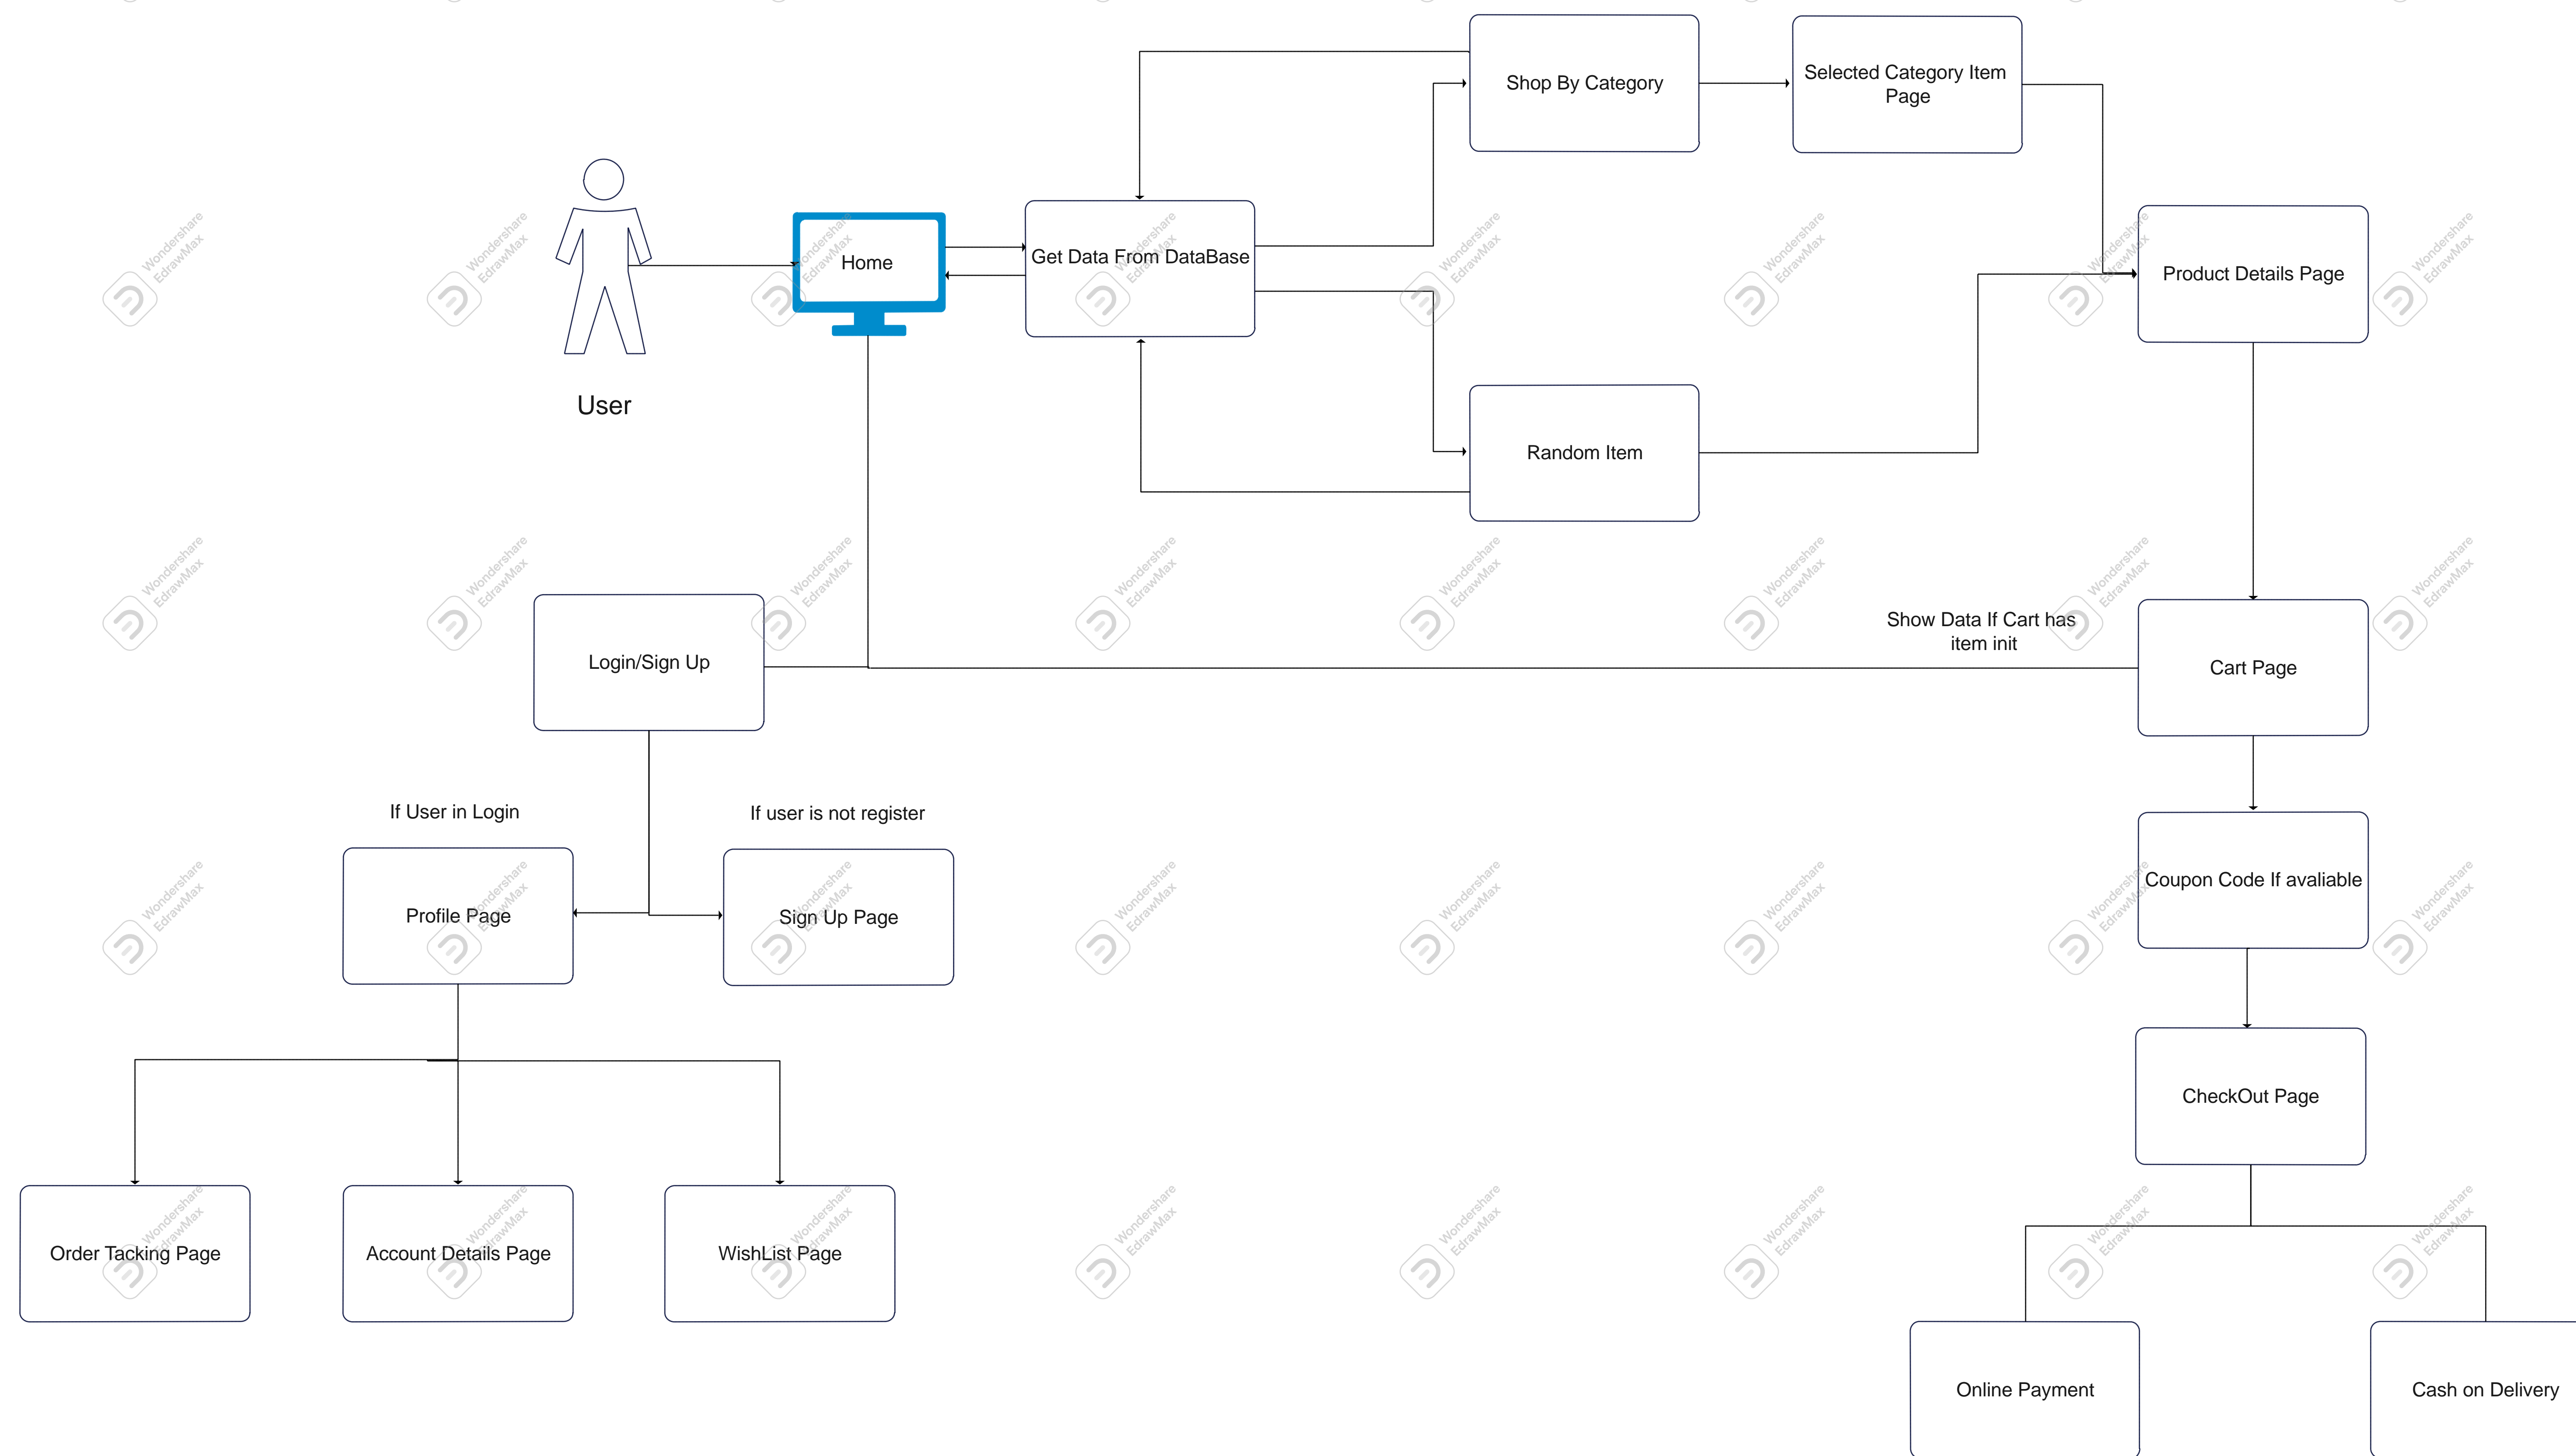 Shop By Category
Selected Category Item
Page
Home
Get Data From DataBase
Product Details Page
User
Random Item
Show Data If Cart has
item init
Login/Sign Up
Cart Page
If User in Login
If user is not register
Coupon Code If avaliable
Profile Page
Sign Up Page
CheckOut Page
Order Tacking Page
Account Details Page
WishList Page
Online Payment
Cash on Delivery
Wondershare
EdrawMax